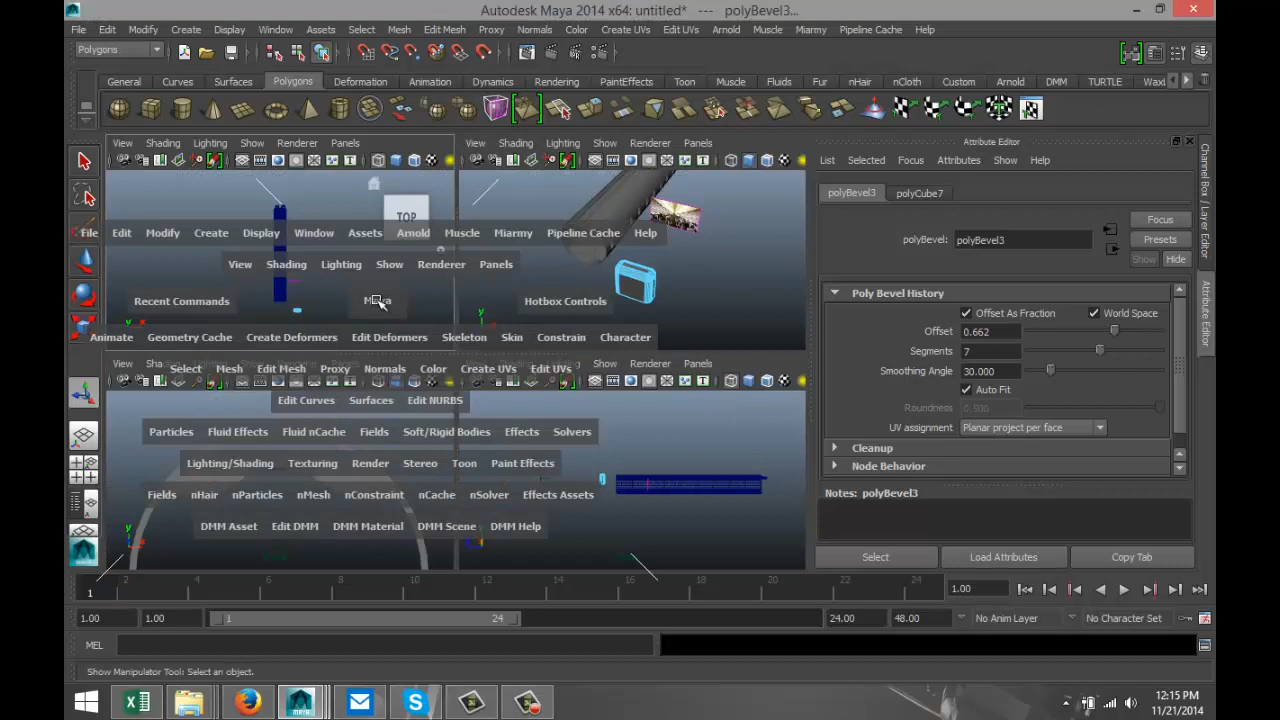 Autodesk Maya 2014 x64: untitled* --- polyBevel3...
File Edit Modify Create Display Window Assets Select Mesh Edit Mesh Proxy Normals Color Create UVs Edit UVs Arnold Muscle Miarmy Pipeline Cache Help
Polygons
General Curves Surfaces Polygons Deformation Animation Dynamics Rendering PaintEffects Toon Muscle Fluids Fur nHair nCloth Custom Arnold DMM TURTLE
View Shading Lighting Show Renderer Panels View Shading Lighting Show Renderer Panels
Attribute Editor
List Selected Focus Attributes Show Help
polyBevel3 polyCube7
TOP
File Edit Modify Create Display Window Assets Arnold Muscle Miarmy Pipeline Cache Help
View Shading Lighting Show Renderer Panels
Recent Commands Hotbox Controls
Animate Geometry Cache Create Deformers Edit Deformers Skeleton Skin Constrain Character
View Shading Lighting Show Renderer Panels
Select Mesh Edit Mesh Proxy Normals Color Create UVs Edit UVs
Edit Curves Surfaces Edit NURBS
Particles Fluid Effects Fluid nCache Fields Soft/Rigid Bodies Effects Solvers
Lighting/Shading Texturing Render Stereo Toon Paint Effects
Fields nHair nParticles nMesh nConstraint nCache nSolver Effects Assets
DMM Asset Edit DMM DMM Material DMM Scene DMM Help
polyBevel: polyBevel3
Focus
Presets
Show Hide
Poly Bevel History
Offset As Fraction World Space
Offset 0.662
Segments 7
Smoothing Angle 30.000
Auto Fit
Roundness
UV assignment Planar project per face
Cleanup
Node Behavior
Notes: polyBevel3
Select Load Attributes Copy Tab
Channel Box / Layer Editor
Attribute Editor
2 4 6 8 10 12 14 16 18 20 22 24
1 1.00
1.00 1.00 1 24 24.00 48.00 No Anim Layer No Character Set
MEL
Show Manipulator Tool: Select an object.
12:15 PM
11/21/2014